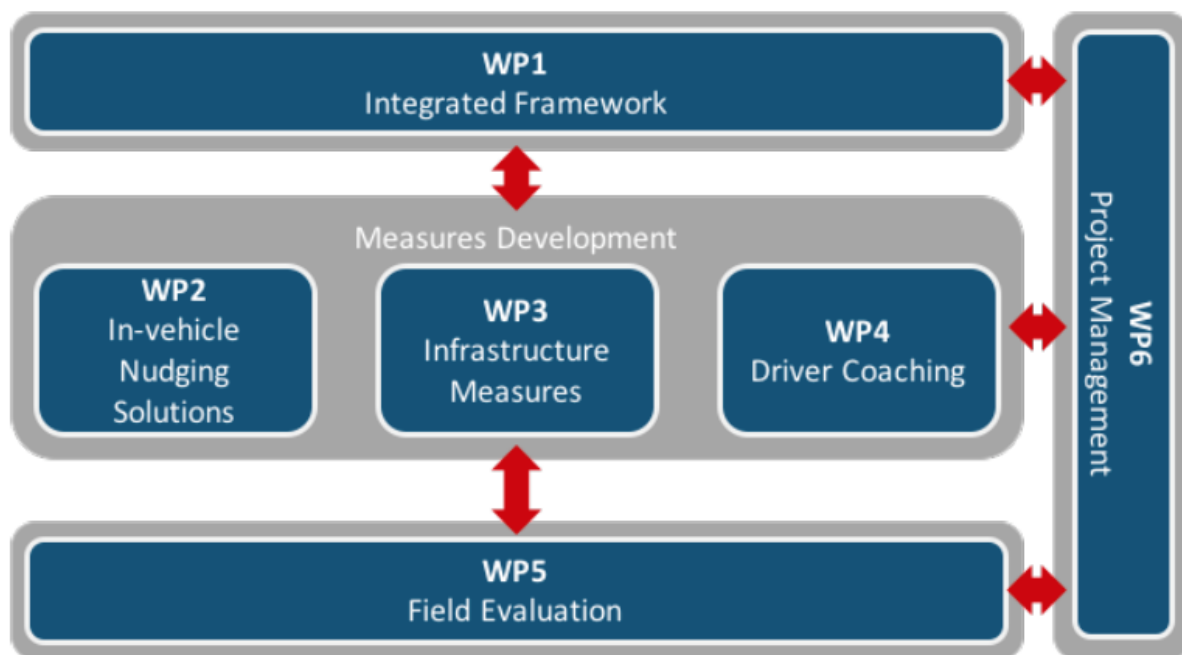 WP1
Integrated Framework
Measures Development
WP2
In-vehicle
Nudging
Solutions
WP3
Infrastructure
Measures
WP4
Driver Coaching
WP5
Field Evaluation
WP6
Project Management